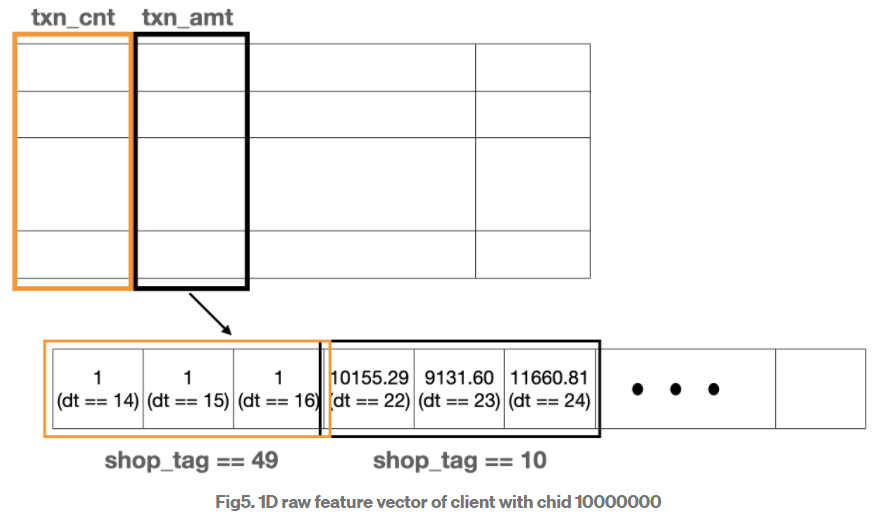 txn_cnt txn_amt
1 1 1 10155.29 9131.60 11660.81
(dt == 14) (dt == 15) (dt == 16) (dt == 22) (dt == 23) (dt == 24)
shop_tag == 49 shop_tag == 10
Fig5. 1D raw feature vector of client with chid 10000000